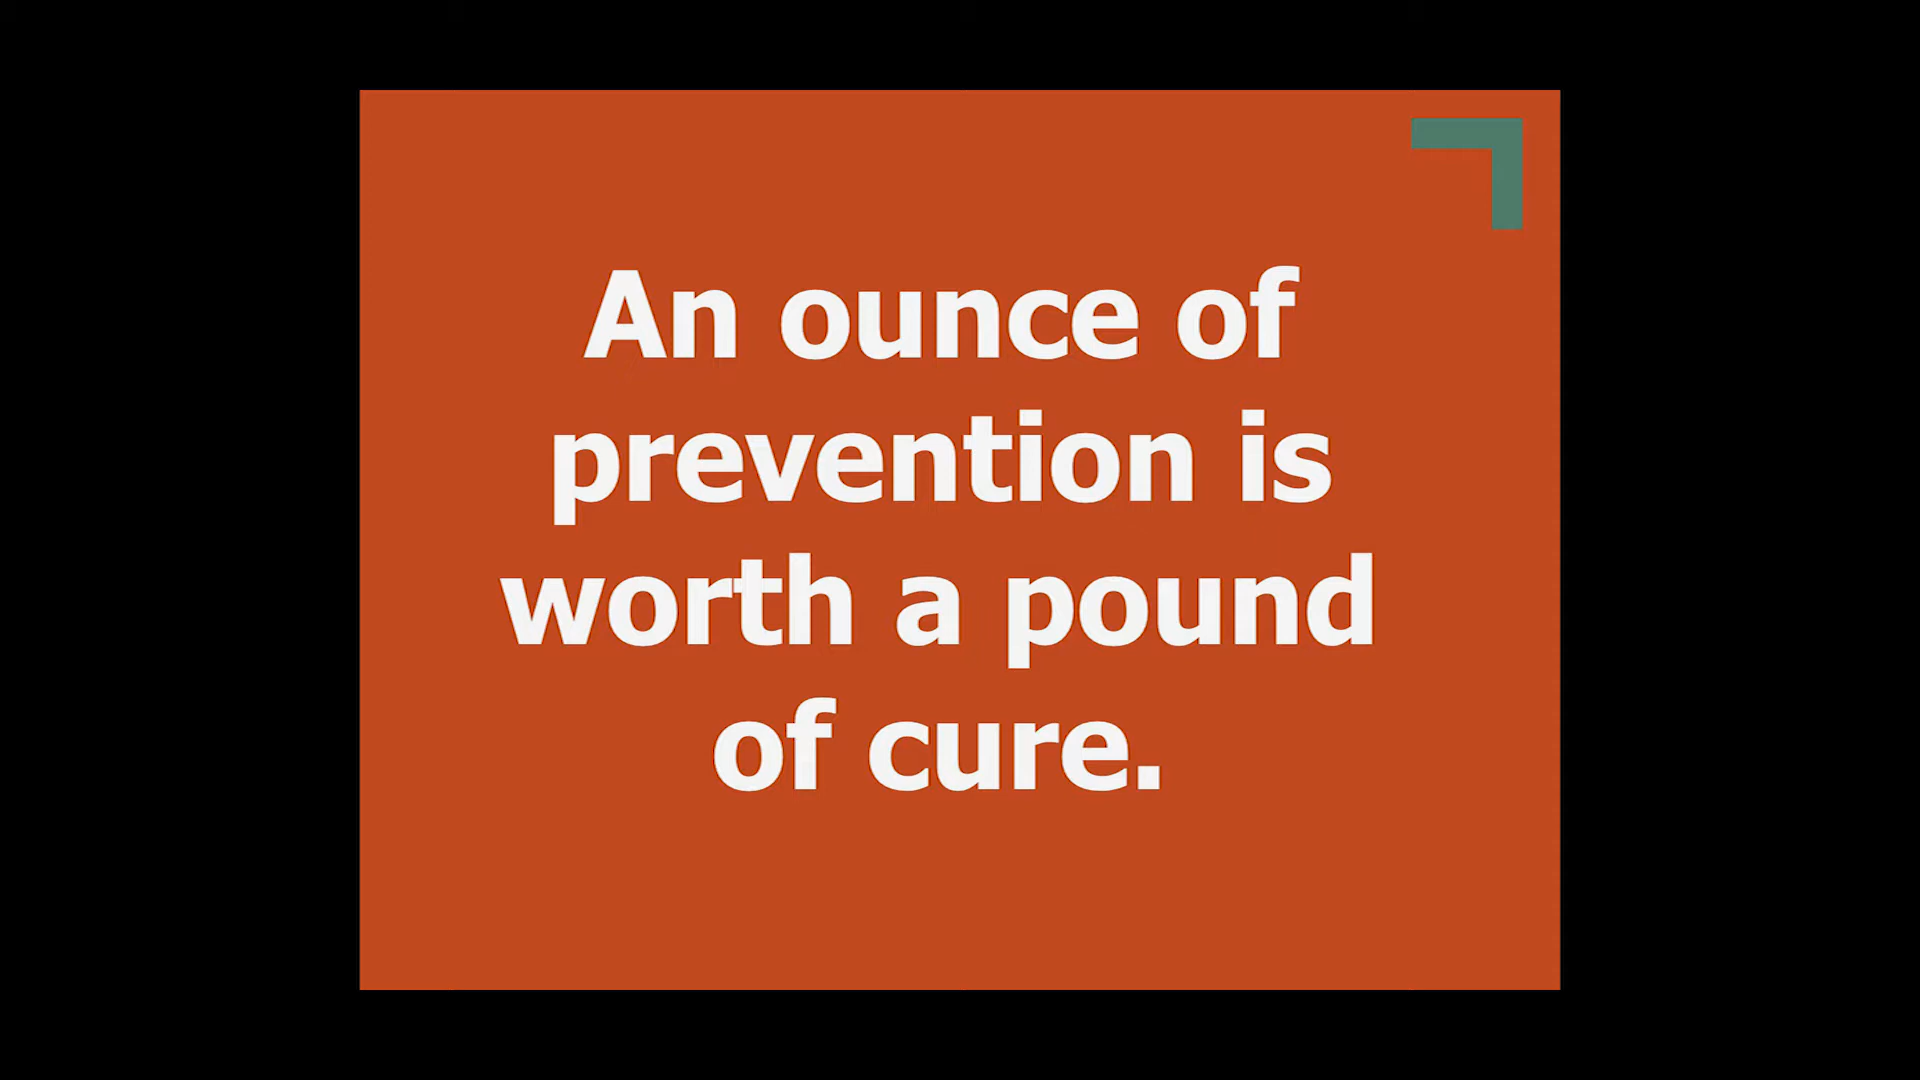 An ounce of
prevention is
worth a pound
of cure.